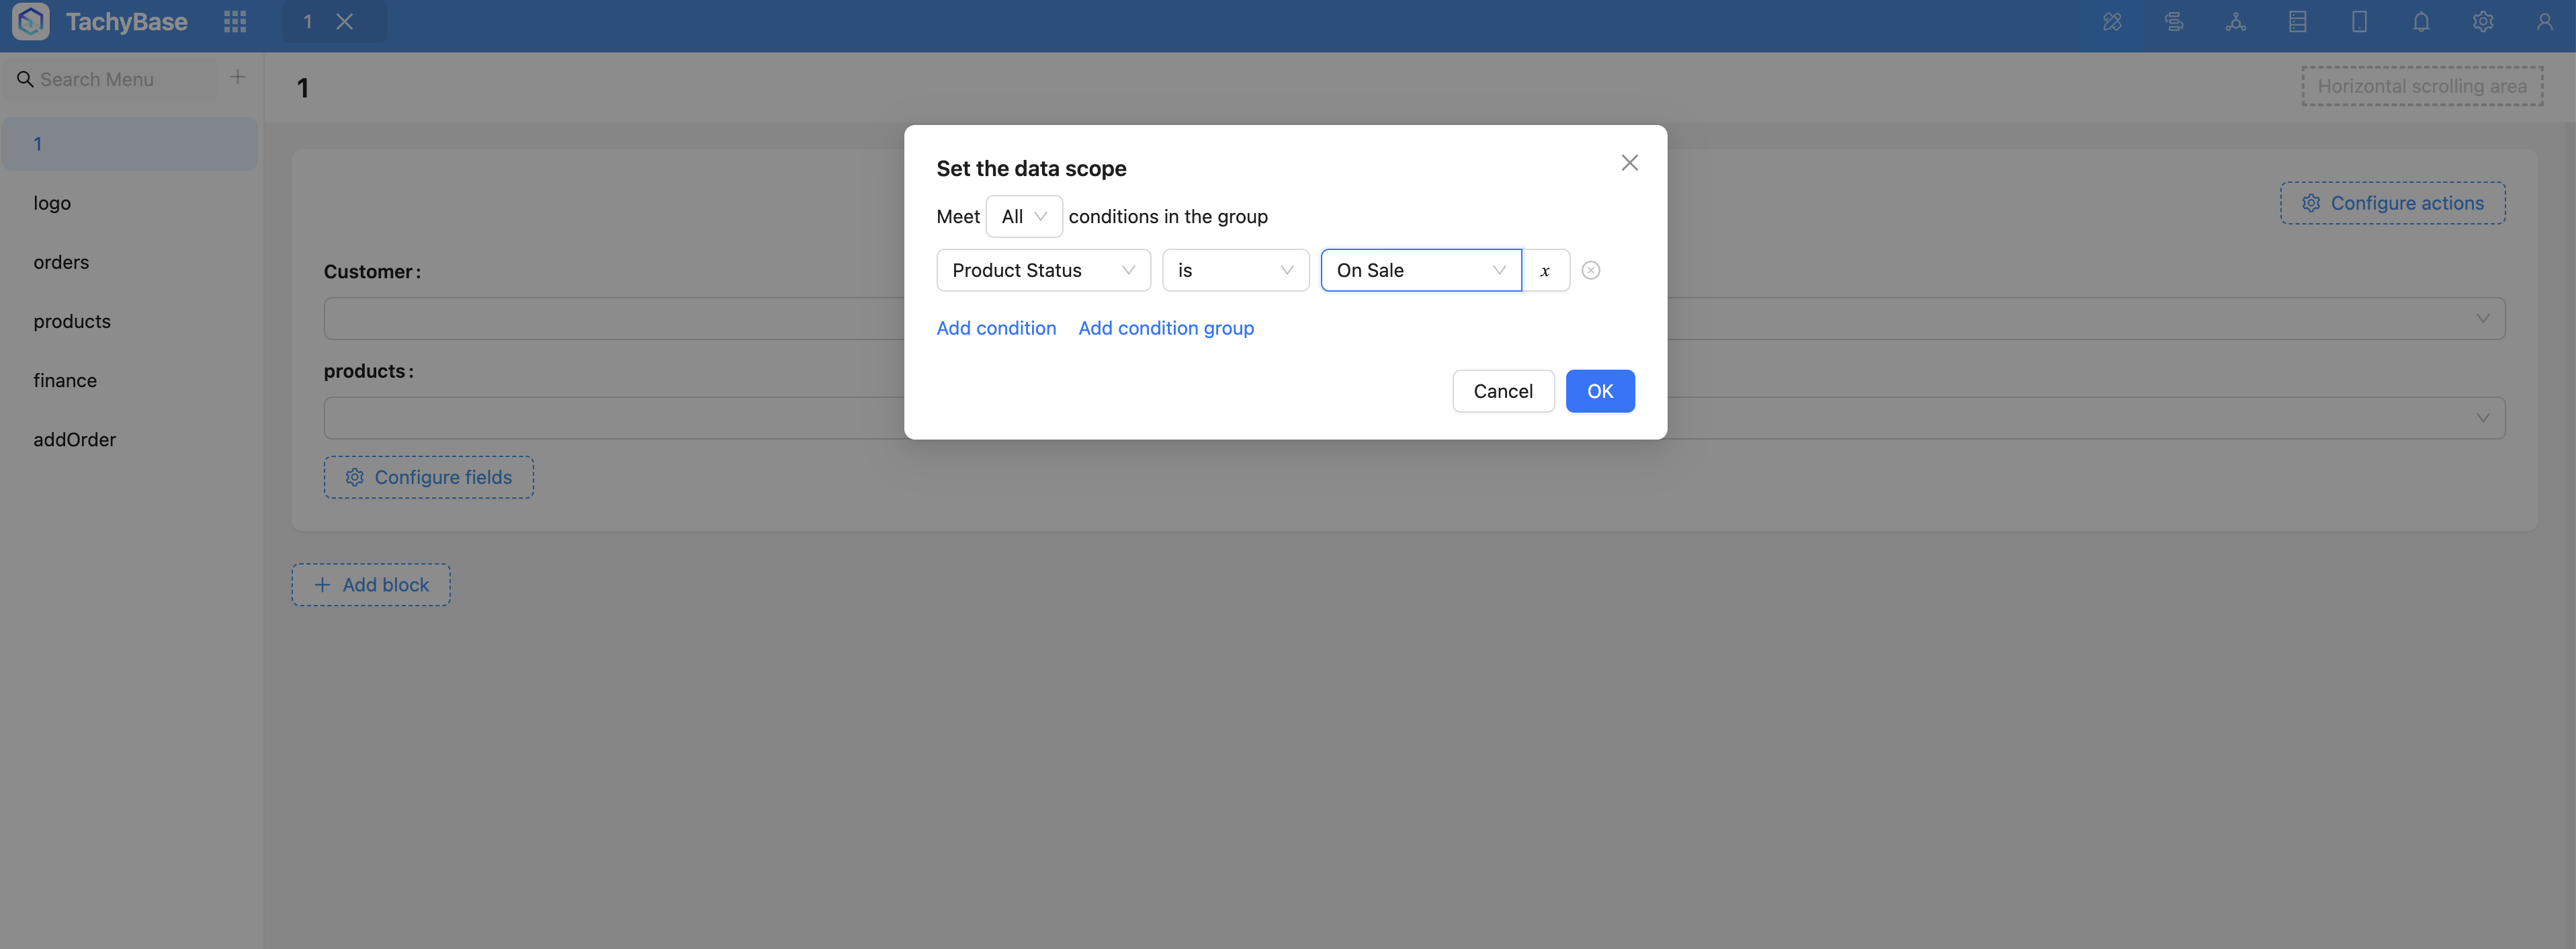 TachyBase
1
Search Menu
1
Horizontal scrolling area
1
logo
orders
products
finance
addOrder
Configure actions
Customer:
products:
Configure fields
Add block
Set the data scope
Meet All conditions in the group
Product Status is On Sale x
Add condition Add condition group
Cancel OK